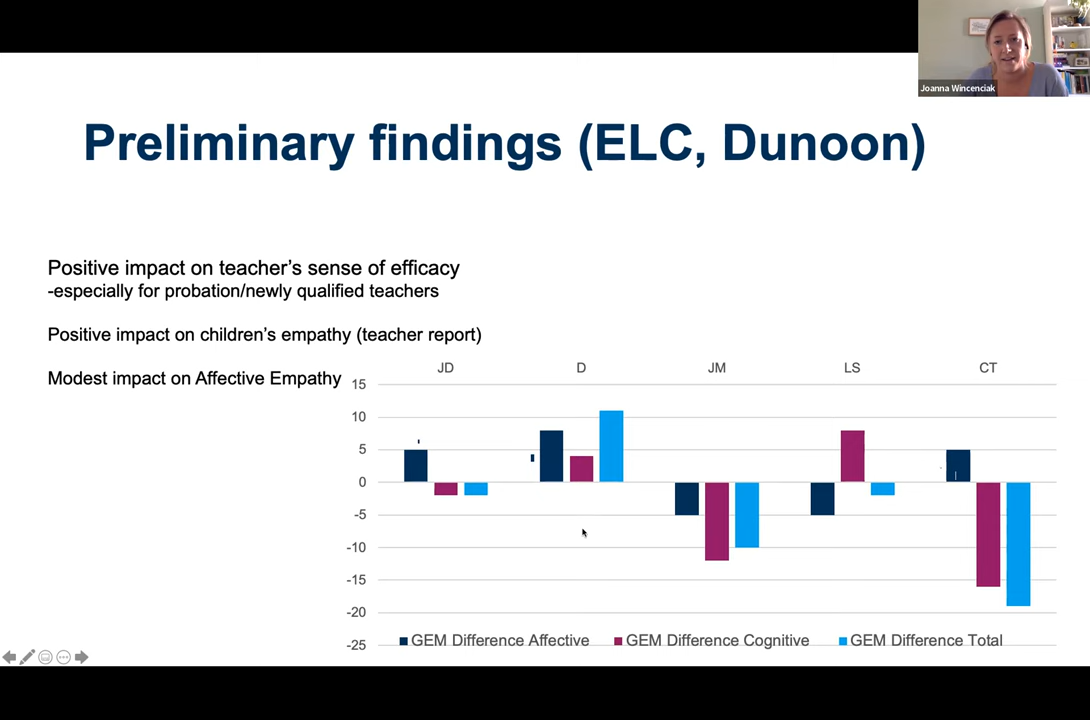 Joanna Wincenciak
Preliminary findings (ELC, Dunoon)
Positive impact on teacher's sense of efficacy
-especially for probation/newly qualified teachers
Positive impact on children's empathy (teacher report)
Modest impact on Affective Empathy
JD D JM LS CT
15
10
5
0
-5
-10
-15
-20
-25
GEM Difference Affective GEM Difference Cognitive GEM Difference Total